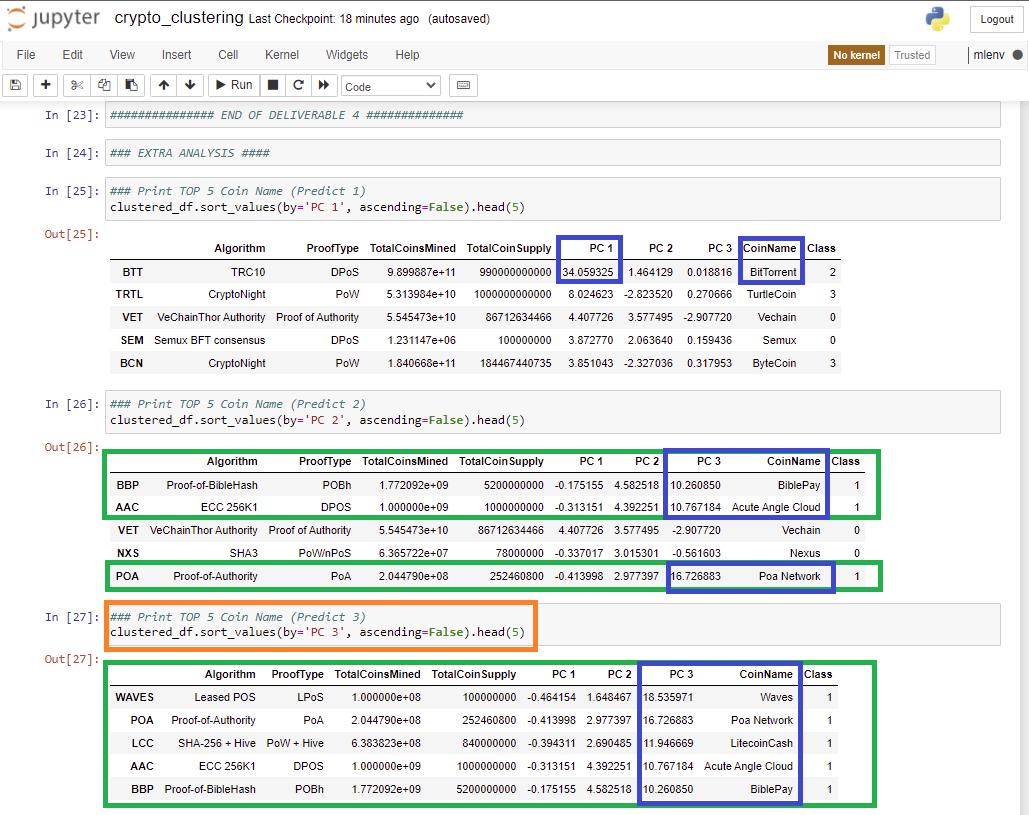 jupyter crypto_clustering Last Checkpoint: 18 minutes ago (autosaved) Logout
File Edit View Insert Cell Kernel Widgets Help No kernel Trusted mlenv
Run Code
In [23]: ############### END OF DELIVERABLE 4 ##############
In [24]: ### EXTRA ANALYSIS ####
In [25]: ### Print TOP 5 Coin Name (Predict 1)
clustered_df.sort_values(by='PC 1', ascending=False).head(5)
Out[25]:
Algorithm ProofType TotalCoinsMined TotalCoinSupply PC 1 PC 2 PC 3 CoinName Class
BTT TRC10 DPoS 9.899887e+11 990000000000 34.059325 1.464129 0.018816 BitTorrent 2
TRTL CryptoNight PoW 5.313984e+10 1000000000000 8.024623 -2.823520 0.270666 TurtleCoin 3
VET VeChainThor Authority Proof of Authority 5.545473e+10 86712634466 4.407726 3.577495 -2.907720 Vechain 0
SEM Semux BFT consensus DPoS 1.231147e+06 100000000 3.872770 2.063640 0.159436 Semux 0
BCN CryptoNight PoW 1.840668e+11 184467440735 3.851043 -2.327036 0.317953 ByteCoin 3
In [26]: ### Print TOP 5 Coin Name (Predict 2)
clustered_df.sort_values(by='PC 2', ascending=False).head(5)
Out[26]:
Algorithm ProofType TotalCoinsMined TotalCoinSupply PC 1 PC 2 PC 3 CoinName Class
BBP Proof-of-BibleHash POBh 1.772092e+09 5200000000 -0.175155 4.582518 10.260850 BiblePay 1
AAC ECC 256K1 DPOS 1.000000e+09 1000000000 -0.313151 4.392251 10.767184 Acute Angle Cloud 1
VET VeChainThor Authority Proof of Authority 5.545473e+10 86712634466 4.407726 3.577495 -2.907720 Vechain 0
NXS SHA3 PoW/nPoS 6.365722e+07 78000000 -0.337017 3.015301 -0.561603 Nexus 0
POA Proof-of-Authority PoA 2.044790e+08 252460800 -0.413998 2.977397 16.726883 Poa Network 1
In [27]: ### Print TOP 5 Coin Name (Predict 3)
clustered_df.sort_values(by='PC 3', ascending=False).head(5)
Out[27]:
Algorithm ProofType TotalCoinsMined TotalCoinSupply PC 1 PC 2 PC 3 CoinName Class
WAVES Leased POS LPoS 1.000000e+08 100000000 -0.464154 1.648467 18.535971 Waves 1
POA Proof-of-Authority PoA 2.044790e+08 252460800 -0.413998 2.977397 16.726883 Poa Network 1
LCC SHA-256 + Hive PoW + Hive 6.383823e+08 840000000 -0.394311 2.690485 11.946669 LitecoinCash 1
AAC ECC 256K1 DPOS 1.000000e+09 1000000000 -0.313151 4.392251 10.767184 Acute Angle Cloud 1
BBP Proof-of-BibleHash POBh 1.772092e+09 5200000000 -0.175155 4.582518 10.260850 BiblePay 1